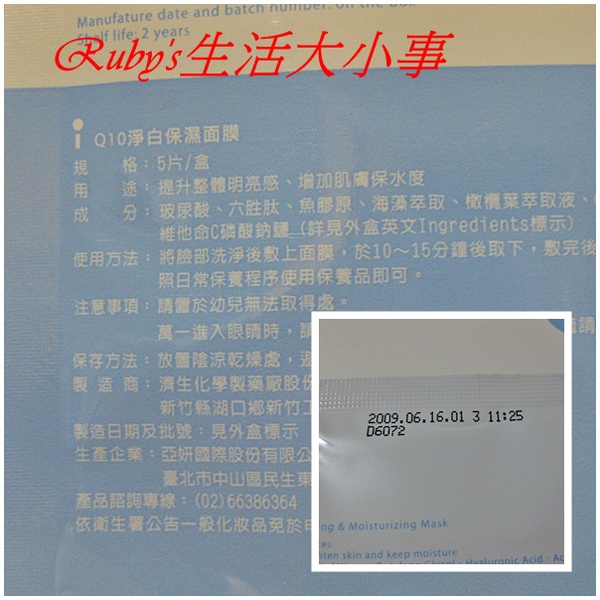 Manufature date and batch number: on the box
Shelf life: 2 years
Ruby's生活大小事
Q10淨白保濕面膜
規 格：5片/盒
用 途：提升整體明亮感、增加肌膚保水度
成 分：玻尿酸、六胜肽、魚膠原、海藻萃取、橄欖葉萃取液、
維他命C磷酸鈉鹽（詳見外盒英文Ingredients標示）
使用方法：將臉部洗淨後敷上面膜，於10～15分鐘後取下，敷完後
照日常保養程序使用保養品即可。
注意事項：請置於幼兒無法取得處。
萬一進入眼睛時，請
保存方法：放置陰涼乾燥處，避
製 造 商：濟生化學製藥廠股份
新竹縣湖口鄉新竹工
製造日期及批號：見外盒標示
生產企業：亞妍國際股份有限公
臺北市中山區民生東
產品諮詢專線：(02)66386364
依衛生署公告一般化妝品免於申
2009.06.16.01 3 11:25
D6072
ng & Moisturizing Mask
ten skin and keep moisture
Hyaluronic Acid